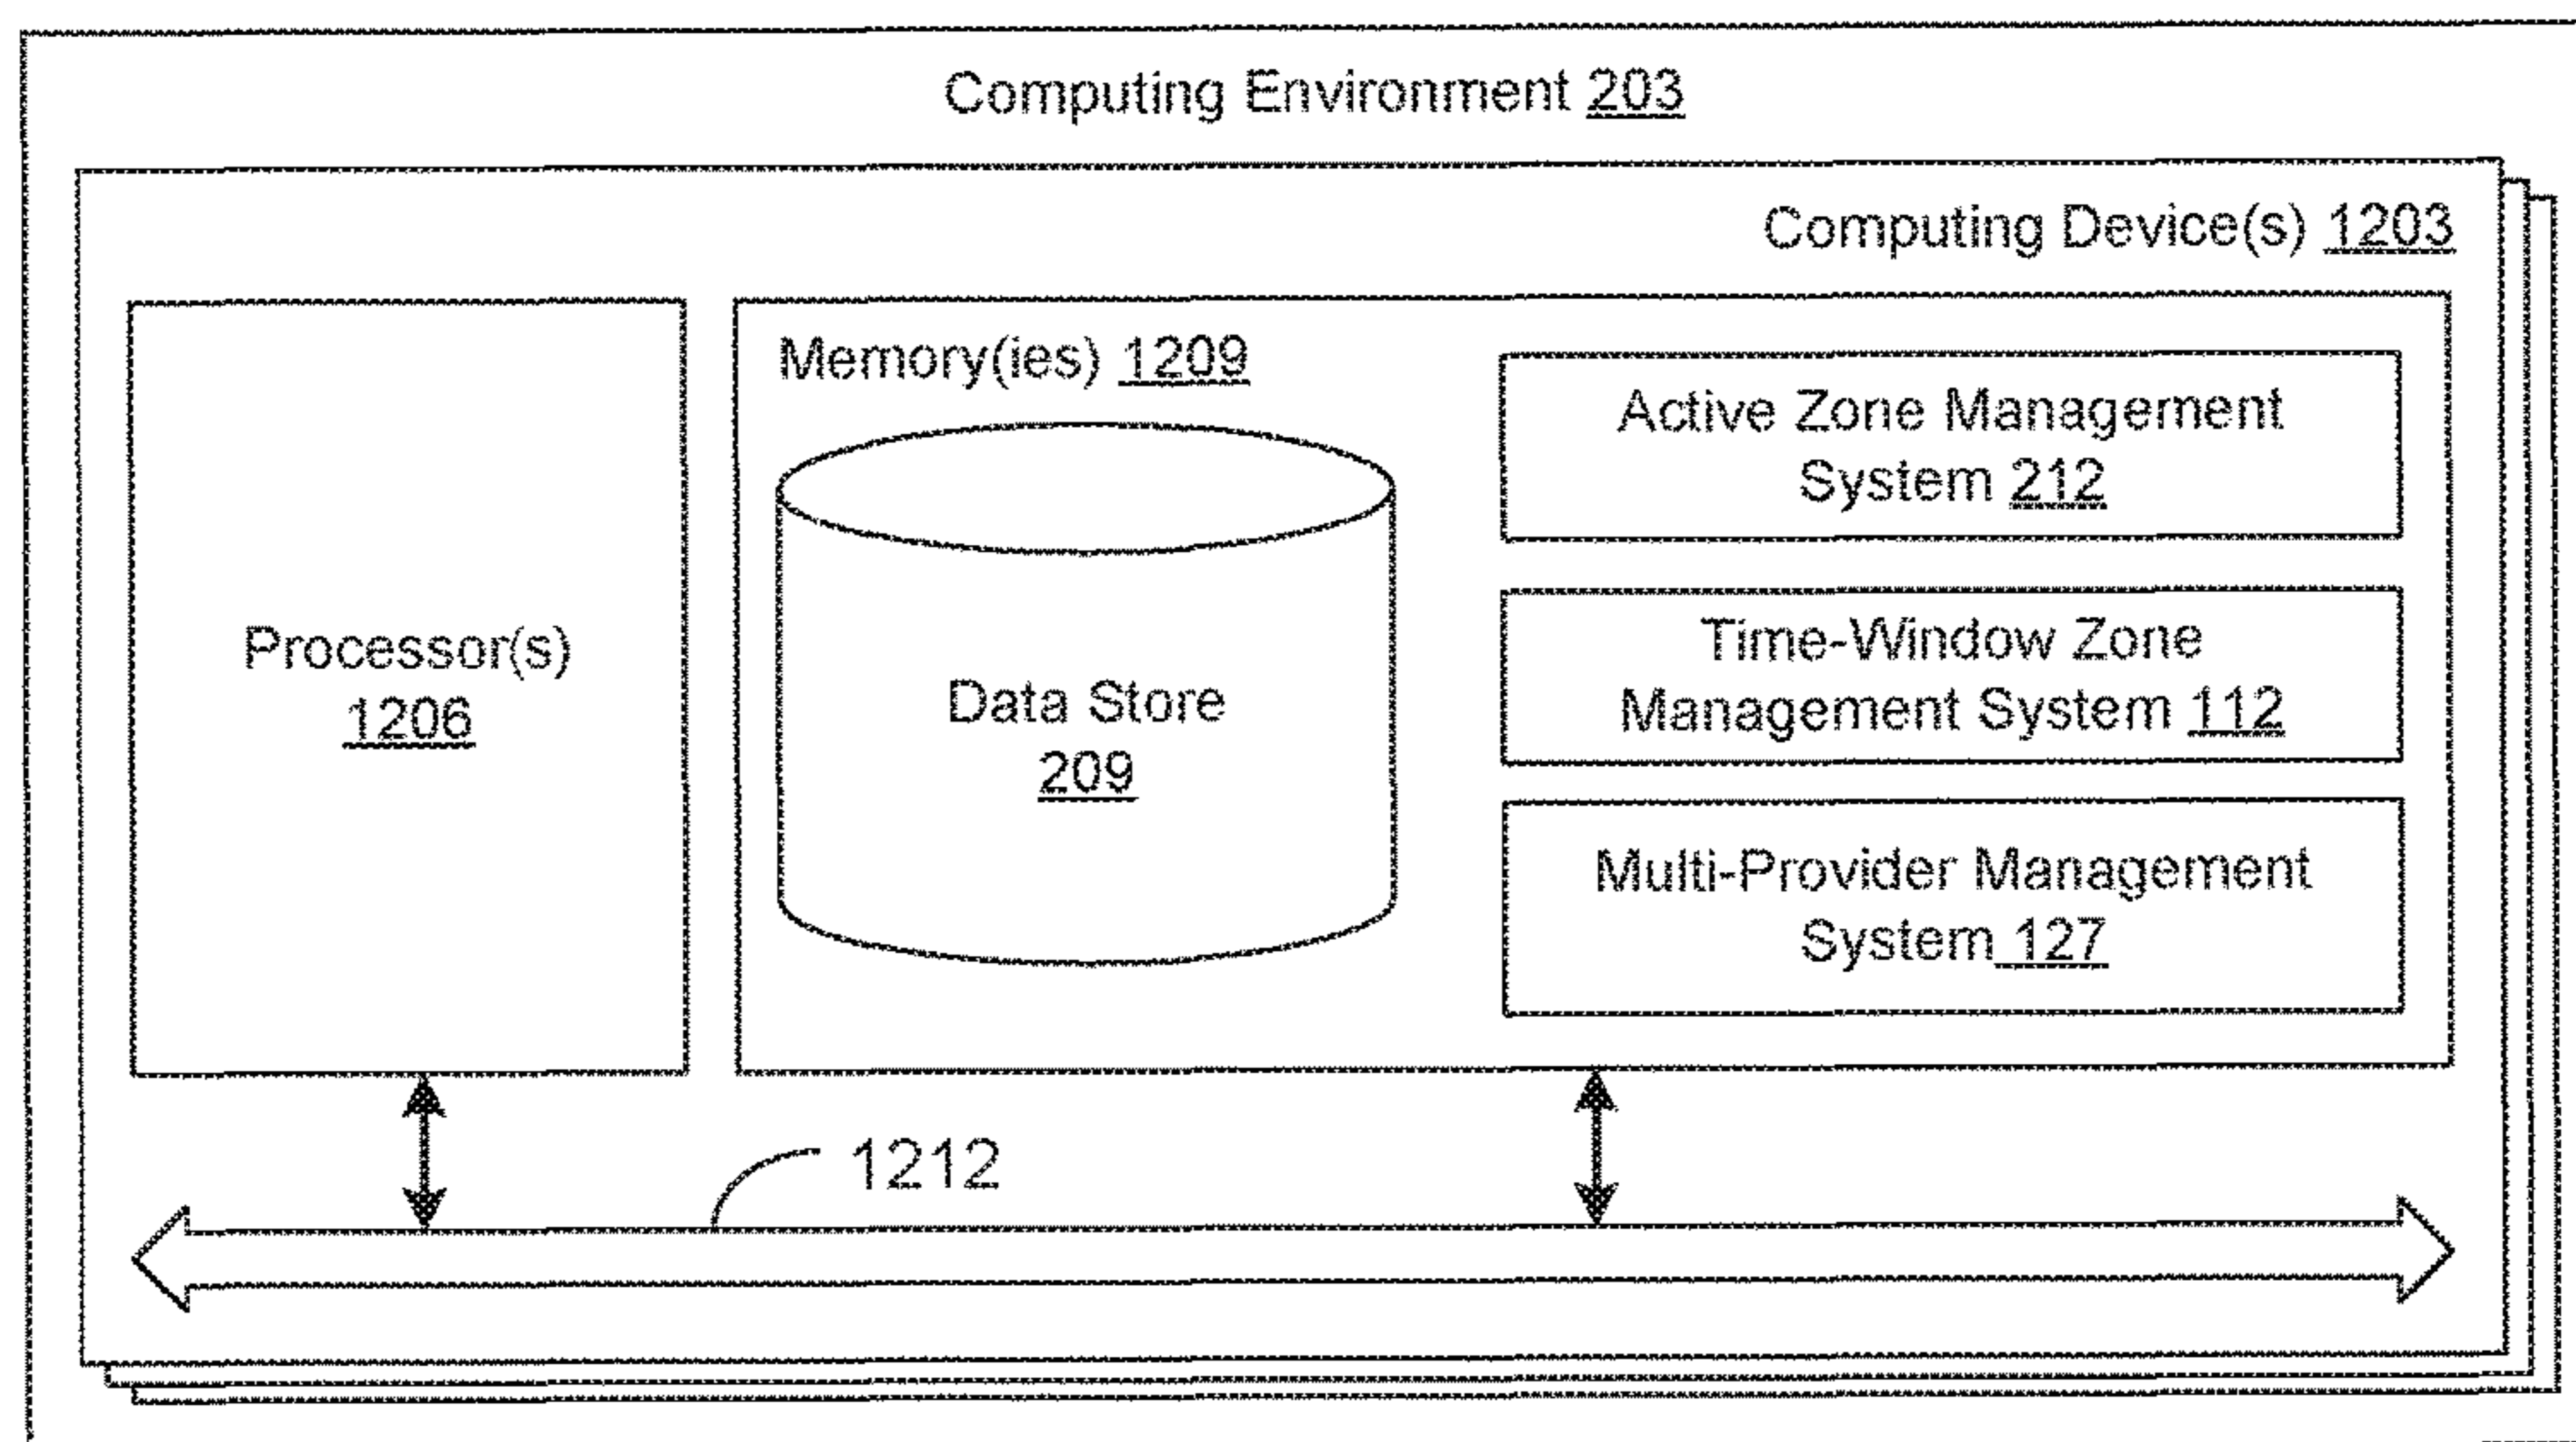 Computing Environment 203
Computing Device(s) 1203
Processor(s)
1206
Memory(ies) 1209
Data Store
209
Active Zone Management
System 212
Time-Window Zone
Management System 112
Multi-Provider Management
System 127
1212